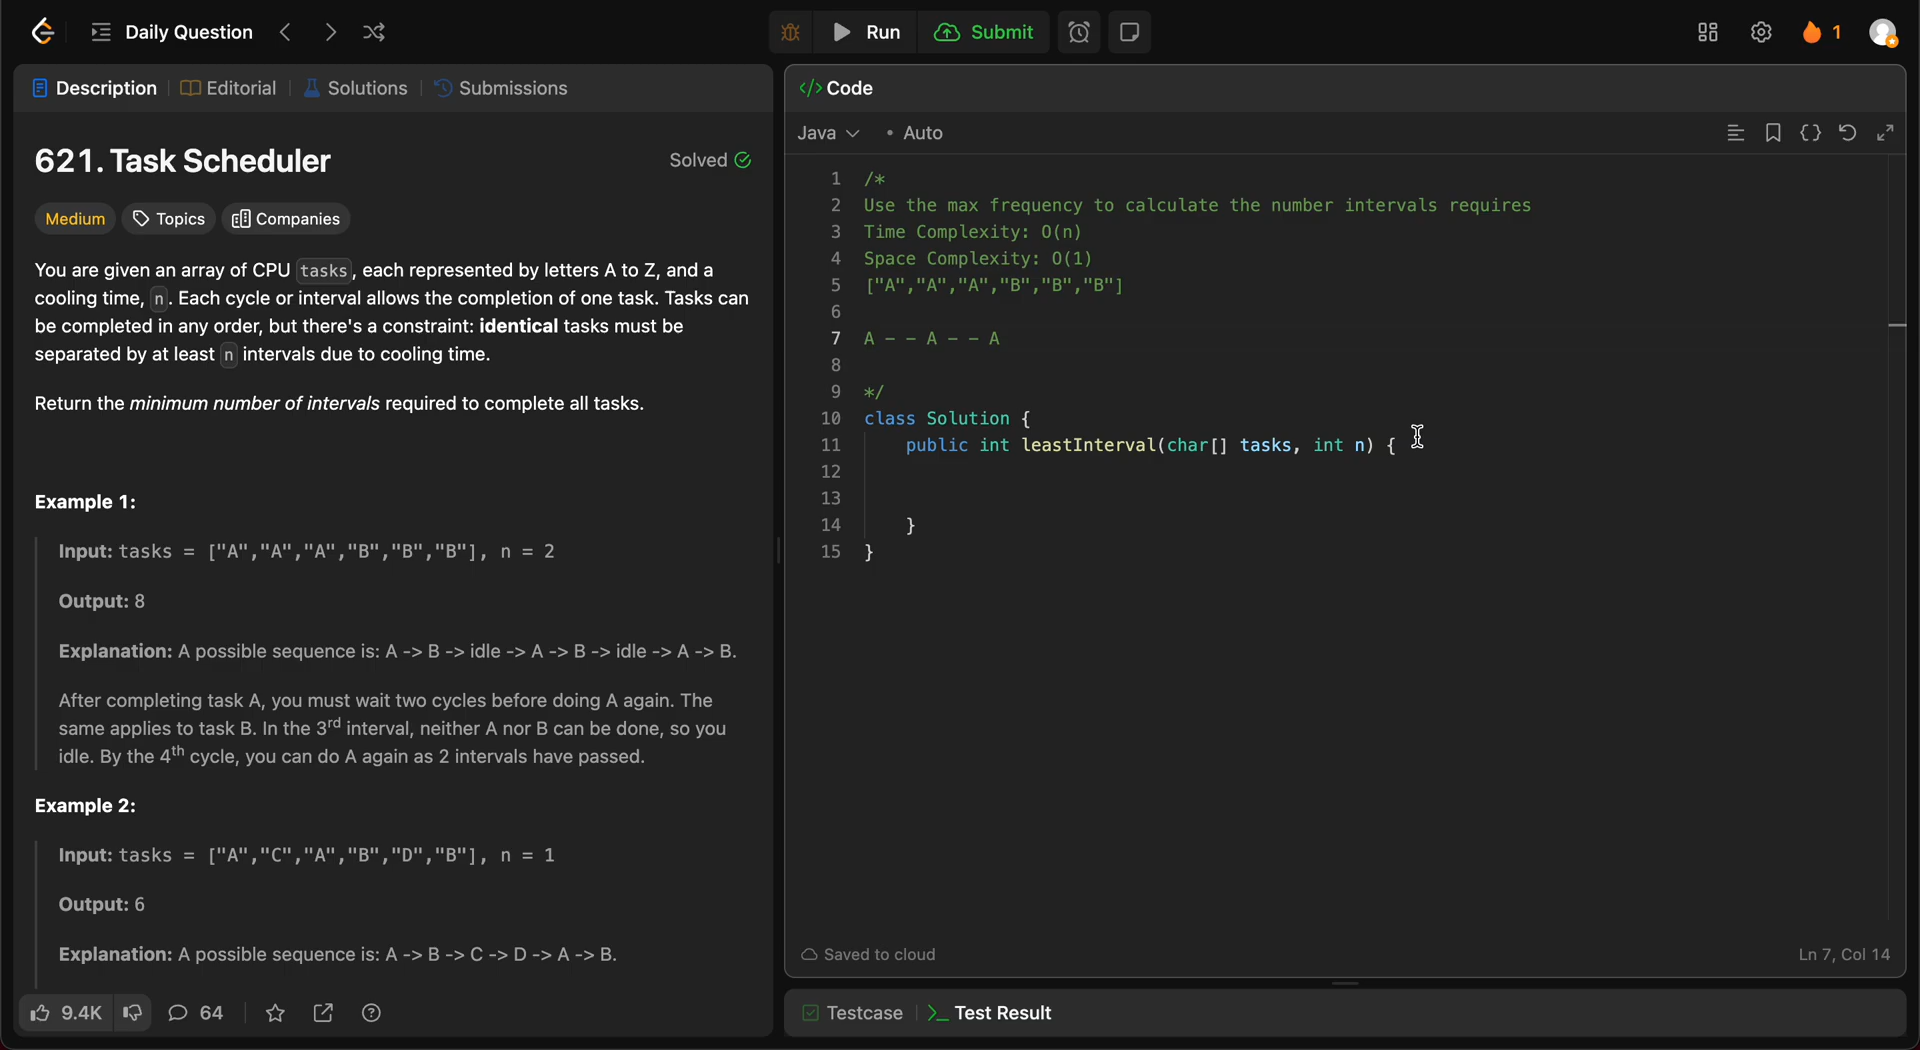 Daily Question
Run
Submit
1
Description
Editorial
Solutions
Submissions
621. Task Scheduler
Solved
Medium
Topics
Companies
You are given an array of CPU tasks, each represented by letters A to Z, and a
cooling time, n. Each cycle or interval allows the completion of one task. Tasks can
be completed in any order, but there's a constraint: identical tasks must be
separated by at least n intervals due to cooling time.
Return the minimum number of intervals required to complete all tasks.
Example 1:
Input: tasks = ["A","A","A","B","B","B"], n = 2
Output: 8
Explanation: A possible sequence is: A -> B -> idle -> A -> B -> idle -> A -> B.
After completing task A, you must wait two cycles before doing A again. The
same applies to task B. In the 3rd interval, neither A nor B can be done, so you
idle. By the 4th cycle, you can do A again as 2 intervals have passed.
Example 2:
Input: tasks = ["A","C","A","B","D","B"], n = 1
Output: 6
Explanation: A possible sequence is: A -> B -> C -> D -> A -> B.
9.4K
64
</> Code
Java
• Auto
1 /*
2 Use the max frequency to calculate the number intervals requires
3 Time Complexity: O(n)
4 Space Complexity: O(1)
5 ["A","A","A","B","B","B"]
6
7 A - - A - - A
8
9 */
10 class Solution {
11 public int leastInterval(char[] tasks, int n) {
12
13
14 }
15 }
Saved to cloud
Ln 7, Col 14
Testcase
>_ Test Result